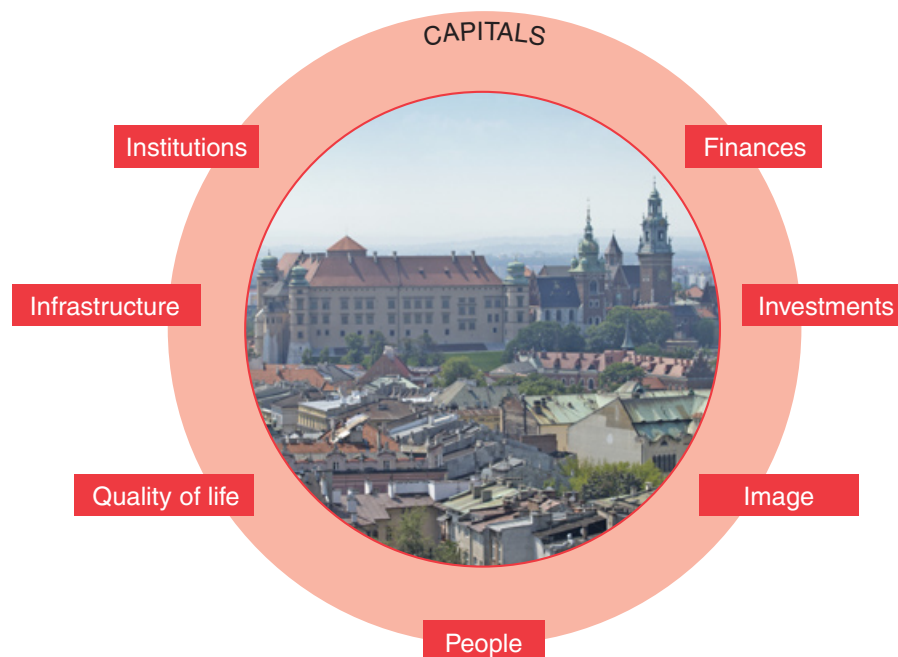 CAPITALS
Institutions
Finances
Infrastructure
Investments
Quality of life
Image
People